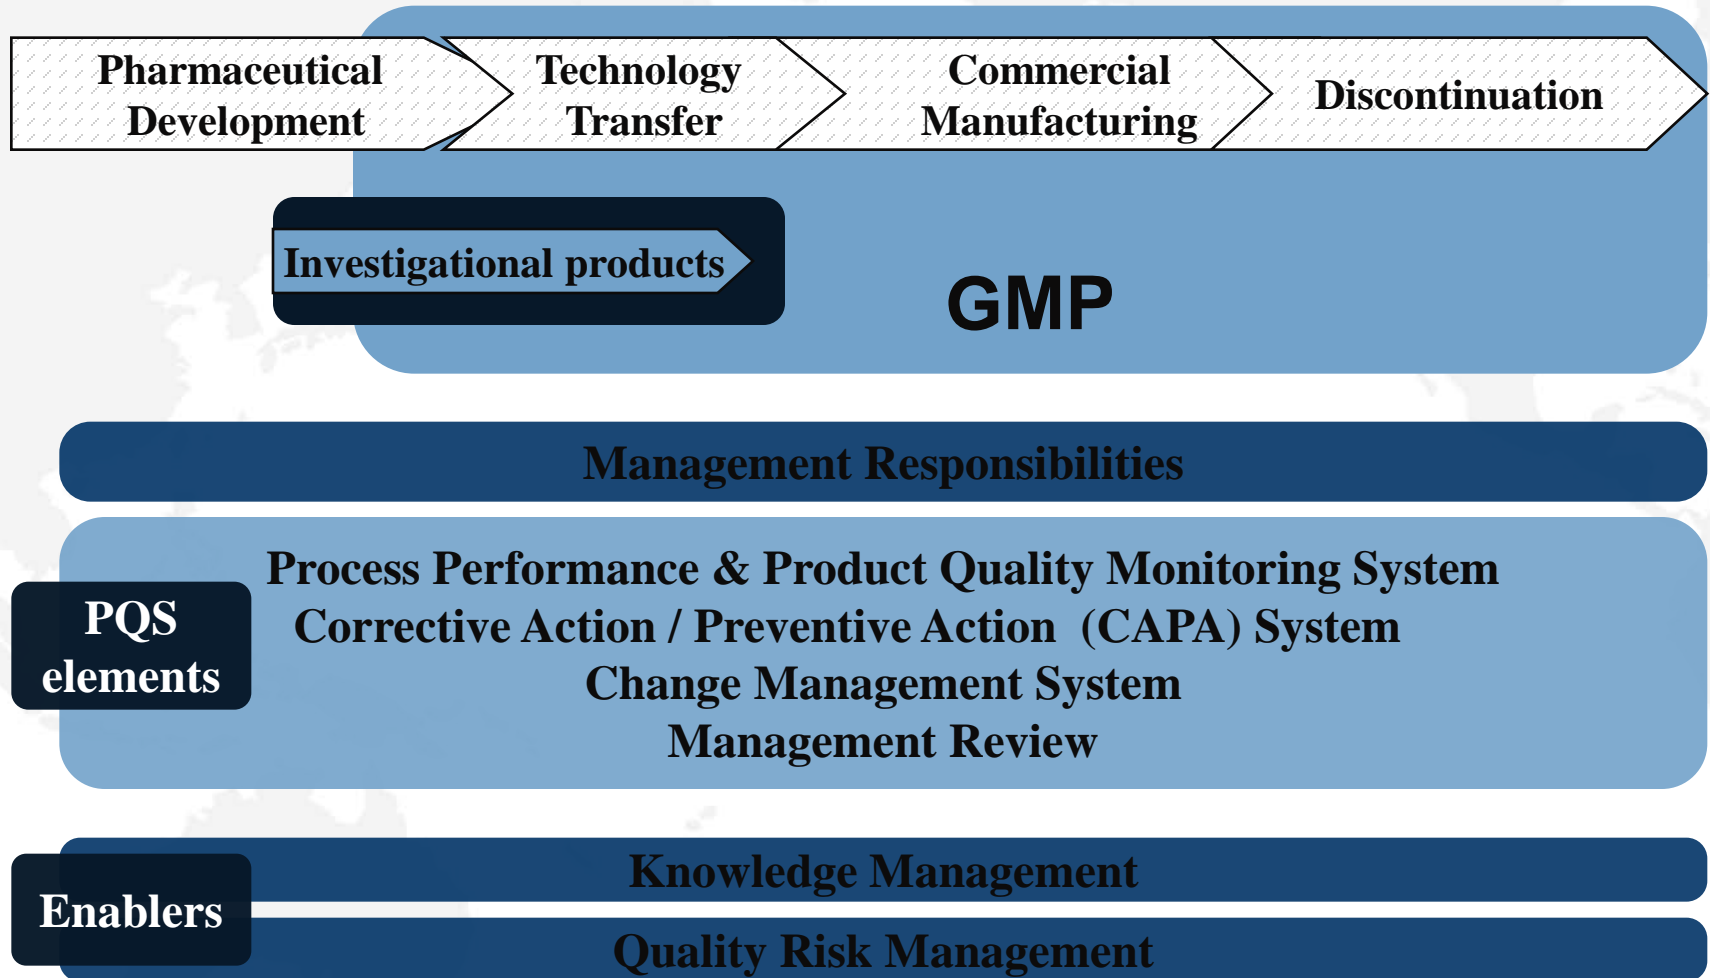 Pharmaceutical
Development
Technology
Transfer
Commercial
Manufacturing
Discontinuation
Investigational products
GMP
Management Responsibilities
PQS
elements
Process Performance & Product Quality Monitoring System
Corrective Action / Preventive Action (CAPA) System
Change Management System
Management Review
Enablers
Knowledge Management
Quality Risk Management